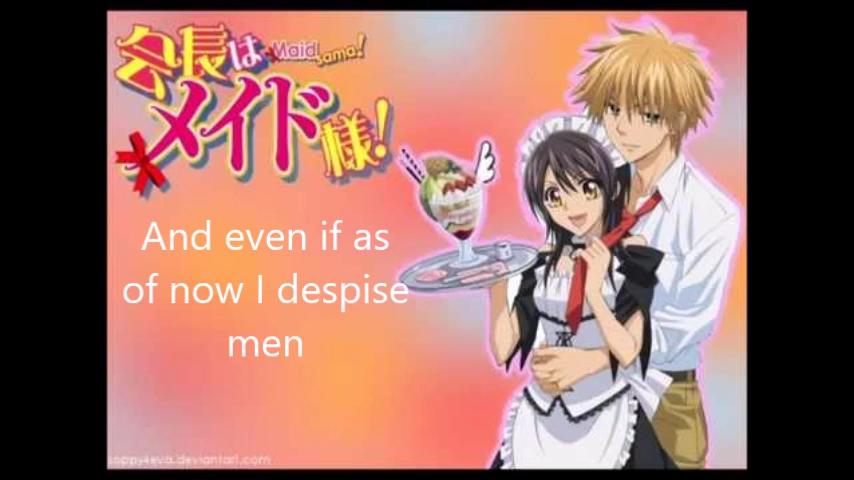 会長は
Maid
sama!
メイド
様!
And even if as
of now I despise
men
soppy4eva.deviantart.com